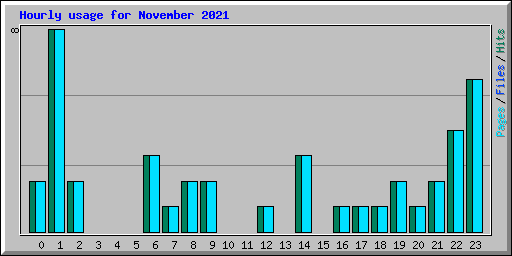 Hourly usage for November 2021
8
Pages/Files/Hits
0 1 2 3 4 5 6 7 8 9 10 11 12 13 14 15 16 17 18 19 20 21 22 23